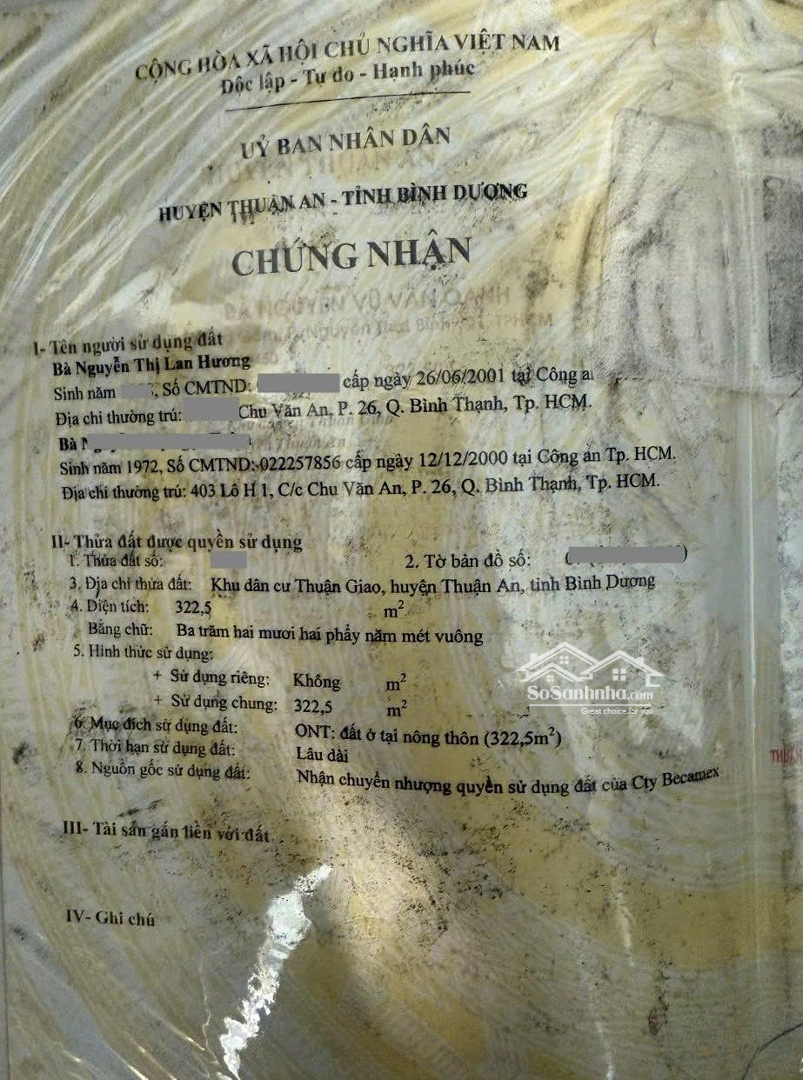 CỘNG HÒA XÃ HỘI CHỦ NGHĨA VIỆT NAM
Độc lập - Tự do - Hạnh phúc
UỶ BAN NHÂN DÂN
HUYỆN THUẬN AN - TỈNH BÌNH DƯƠNG
CHỨNG NHẬN
I- Tên người sử dụng đất
Bà Nguyễn Thị Lan Hương
Sinh năm , Số CMTND: cấp ngày 26/06/2001 tại Công a
Địa chỉ thường trú: Chu Văn An, P. 26, Q. Bình Thạnh, Tp. HCM.
Bà
Sinh năm 1972, Số CMTND: 022257856 cấp ngày 12/12/2000 tại Công an Tp. HCM.
Địa chỉ thường trú: 403 Lô H 1, C/c Chu Văn An, P. 26, Q. Bình Thạnh, Tp. HCM.
II- Thửa đất được quyền sử dụng
1. Thửa đất số: 2. Tờ bản đồ số:
3. Địa chỉ thửa đất: Khu dân cư Thuận Giao, huyện Thuận An, tỉnh Bình Dương
4. Diện tích: 322,5 m²
Bằng chữ: Ba trăm hai mươi hai phẩy năm mét vuông
5. Hình thức sử dụng:
+ Sử dụng riêng: Không m²
+ Sử dụng chung: 322,5 m²
6. Mục đích sử dụng đất: ONT: đất ở tại nông thôn (322,5m²)
7. Thời hạn sử dụng đất: Lâu dài
8. Nguồn gốc sử dụng đất: Nhận chuyển nhượng quyền sử dụng đất của Cty Becamex
III- Tài sản gắn liền với đất
IV- Ghi chú
SoSanhnha.com
Great choice for you